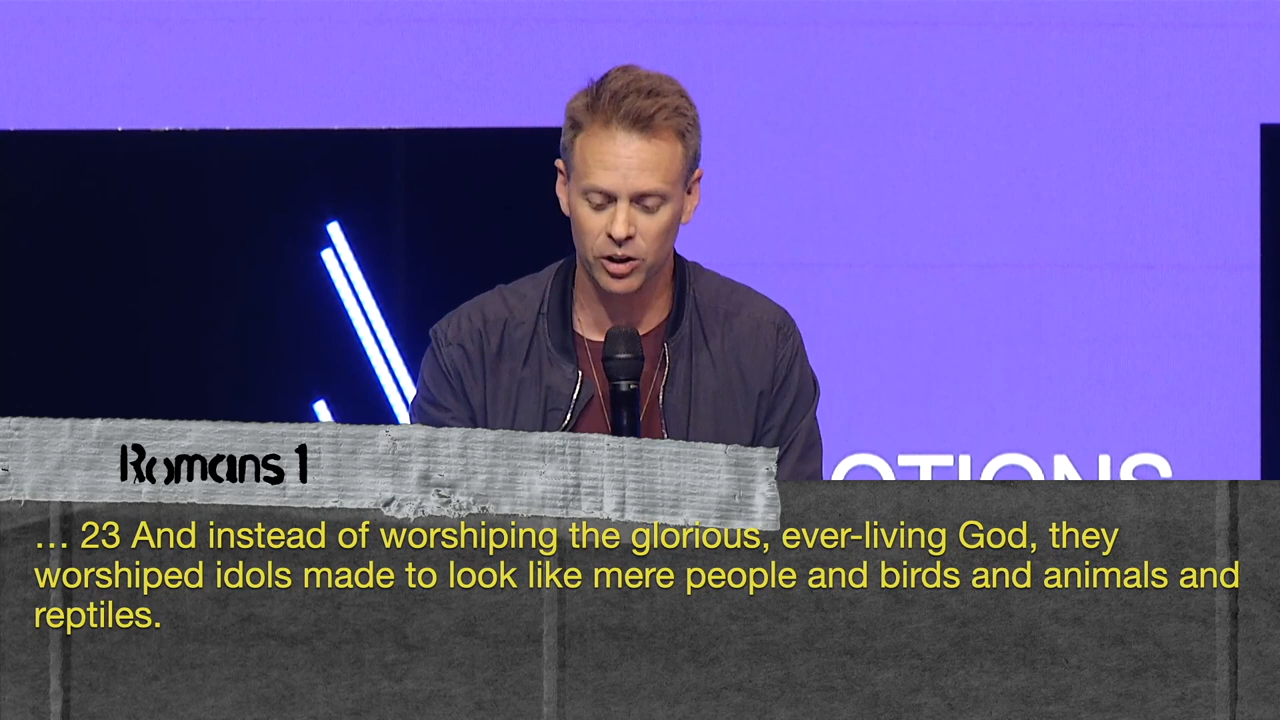 OTIONS
Romans 1
… 23 And instead of worshiping the glorious, ever-living God, they
worshiped idols made to look like mere people and birds and animals and
reptiles.